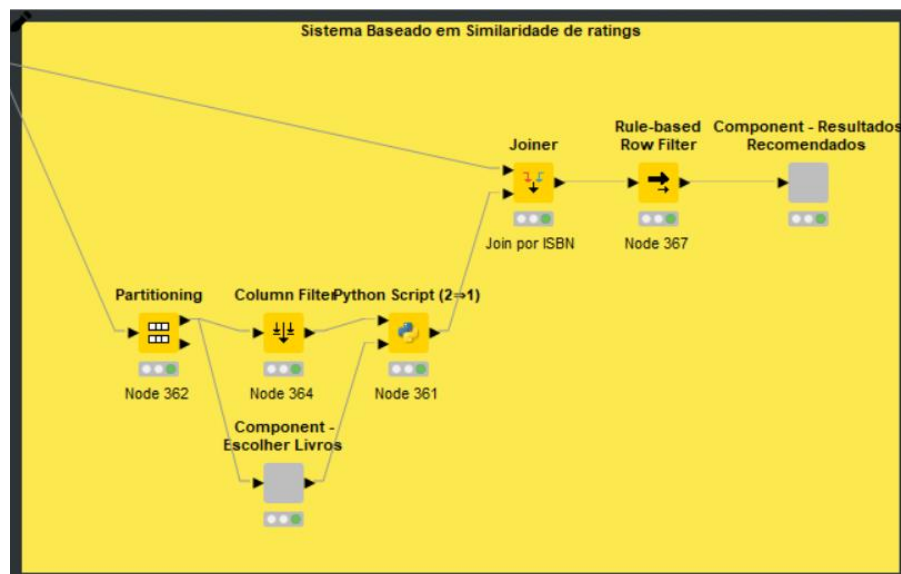 Sistema Baseado em Similaridade de ratings
Joiner
Rule-based
Row Filter
Component - Resultados
Recomendados
Join por ISBN
Node 367
Partitioning
Column Filter
Python Script (2⇒1)
Node 362
Node 364
Node 361
Component -
Escolher Livros